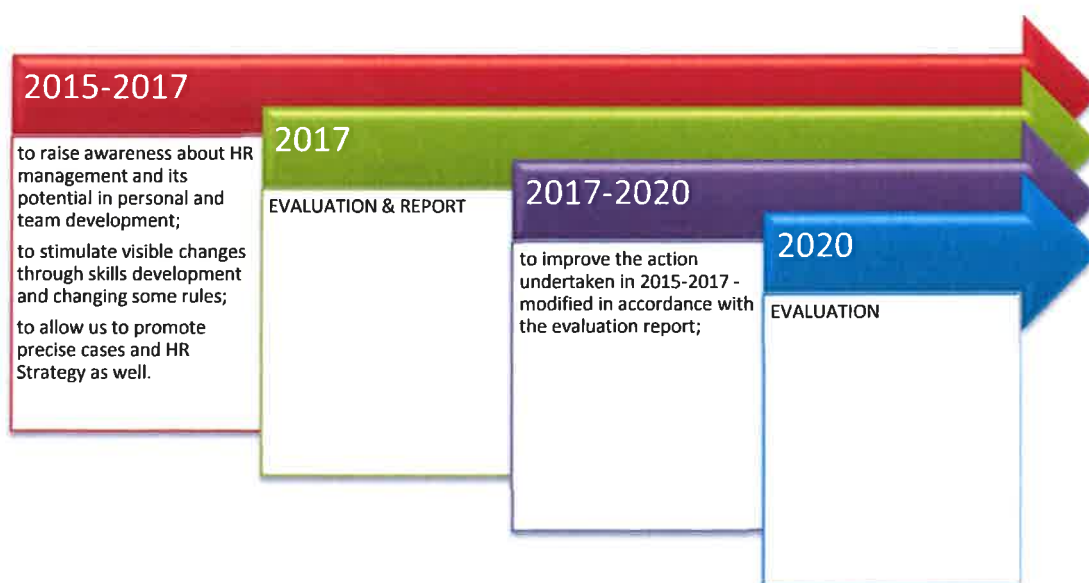 2015-2017
to raise awareness about HR
management and its
potential in personal and
team development;
to stimulate visible changes
through skills development
and changing some rules;
to allow us to promote
precise cases and HR
Strategy as well.
2017
EVALUATION & REPORT
2017-2020
to improve the action
undertaken in 2015-2017 -
modified in accordance with
the evaluation report;
2020
EVALUATION